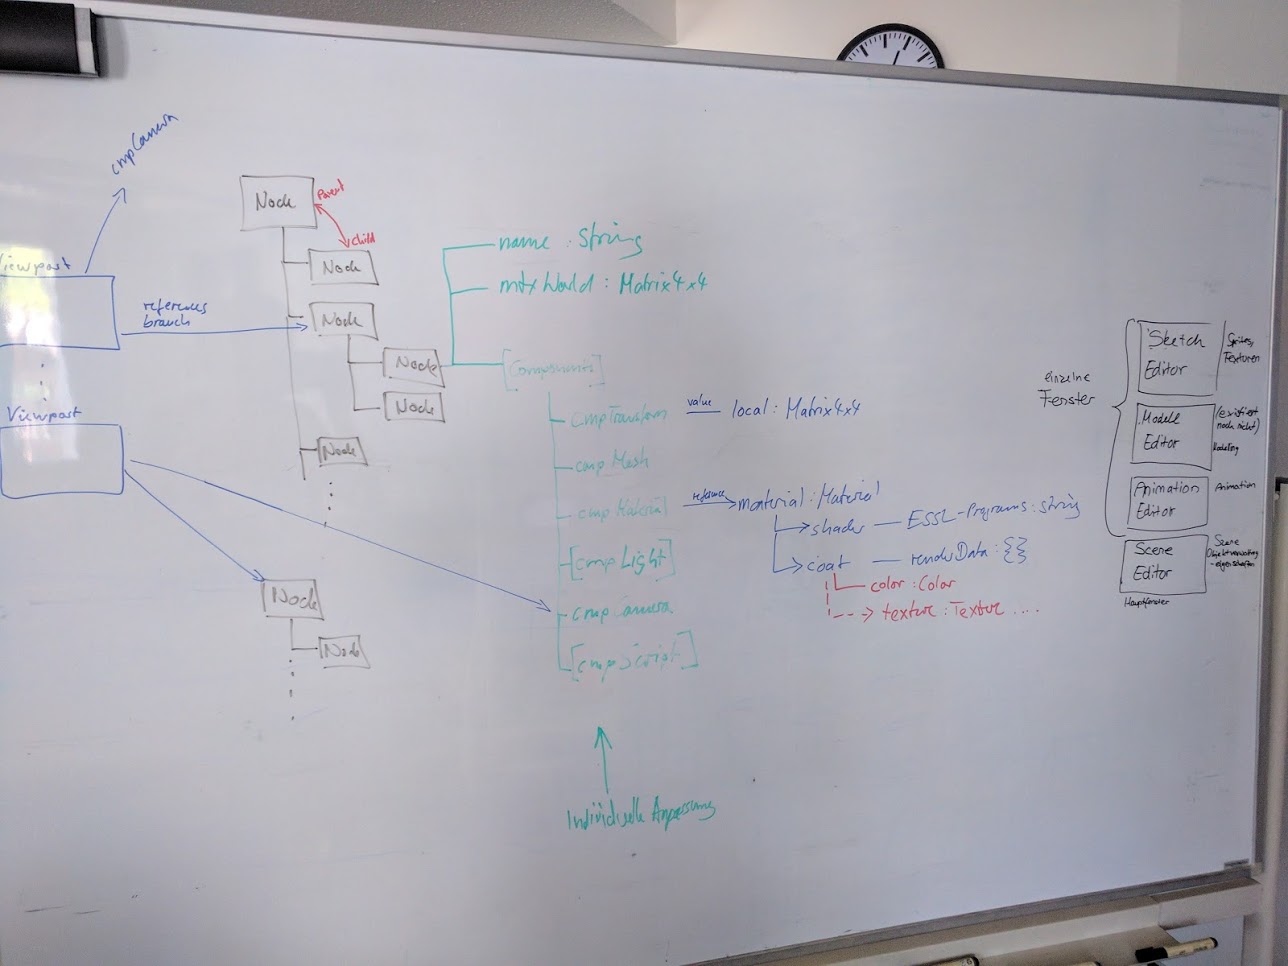 cmpCamera
Viewport
references
branch
Viewport
Node
Parent
Child
Node
Node
Node
Node
Node
Node
Node
name : String
mtxWorld : Matrix4x4
[Components]
cmpTransform
value
local : Matrix4x4
cmpMesh
cmpMaterial
reference
material : Material
shader — ESSL-Programs : string
coat — renderData : {}
color : Color
texture : Texture ....
[cmpLight]
cmpCamera
[cmpScript]
Individuelle Anpassung
einzelne
Fenster
Sketch
Editor
Sprites,
Texturen
Modell
Editor
(existiert
noch nicht)
Modelling
Animation
Editor
Animation
Scene
Editor
Scene
Objektverwaltung
-eigenschaften
Hauptfenster